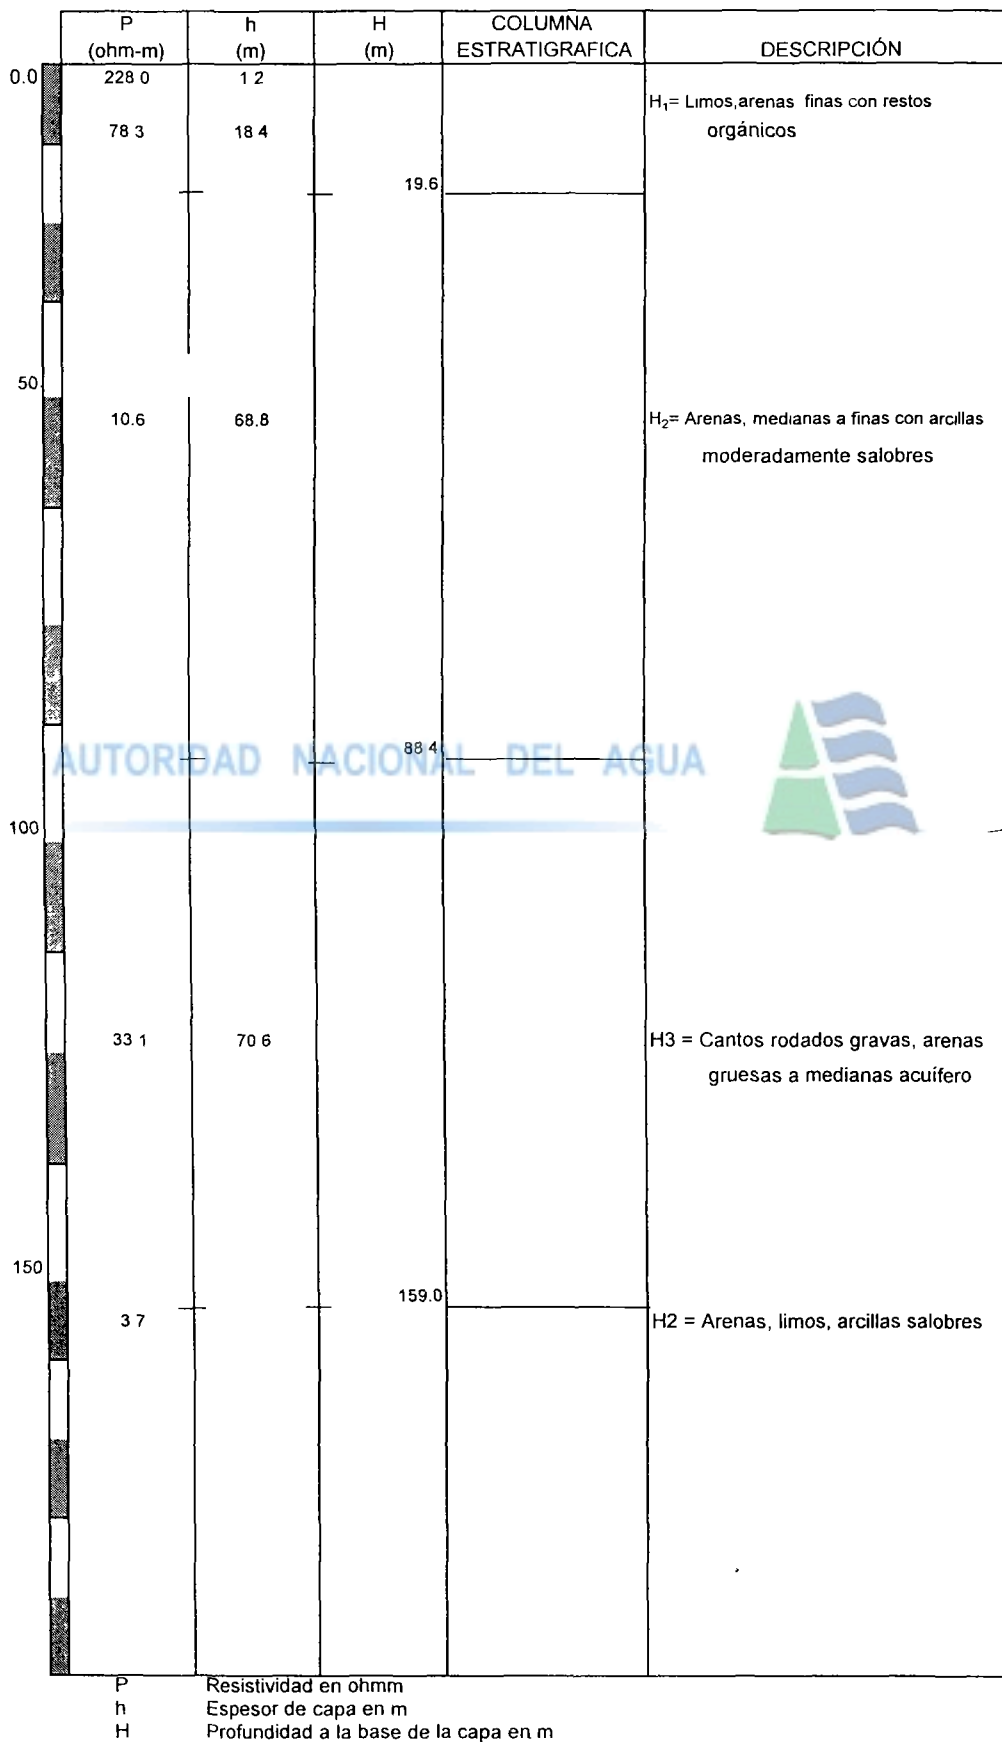 P h H COLUMNA
(ohm-m) (m) (m) ESTRATIGRAFICA DESCRIPCIÓN
0.0 228 0 1 2
H₁= Limos,arenas finas con restos
78 3 18 4 orgánicos
19.6
50
10.6 68.8 H₂= Arenas, medianas a finas con arcillas
moderadamente salobres
88 4
AUTORIDAD NACIONAL DEL AGUA
100
33 1 70 6 H3 = Cantos rodados gravas, arenas
gruesas a medianas acuífero
150
159.0
3 7 H2 = Arenas, limos, arcillas salobres
P Resistividad en ohmm
h Espesor de capa en m
H Profundidad a la base de la capa en m